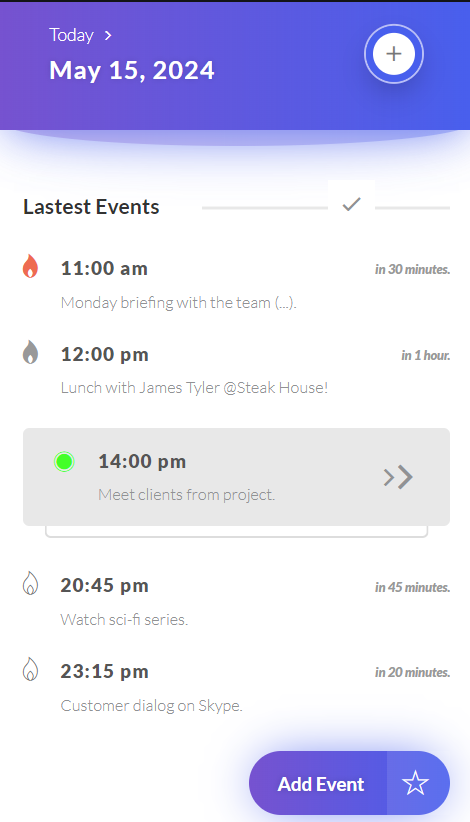 Today
May 15, 2024
Lastest Events
11:00 am
in 30 minutes.
Monday briefing with the team (...).
12:00 pm
in 1 hour.
Lunch with James Tyler @Steak House!
14:00 pm
Meet clients from project.
20:45 pm
in 45 minutes.
Watch sci-fi series.
23:15 pm
in 20 minutes.
Customer dialog on Skype.
Add Event